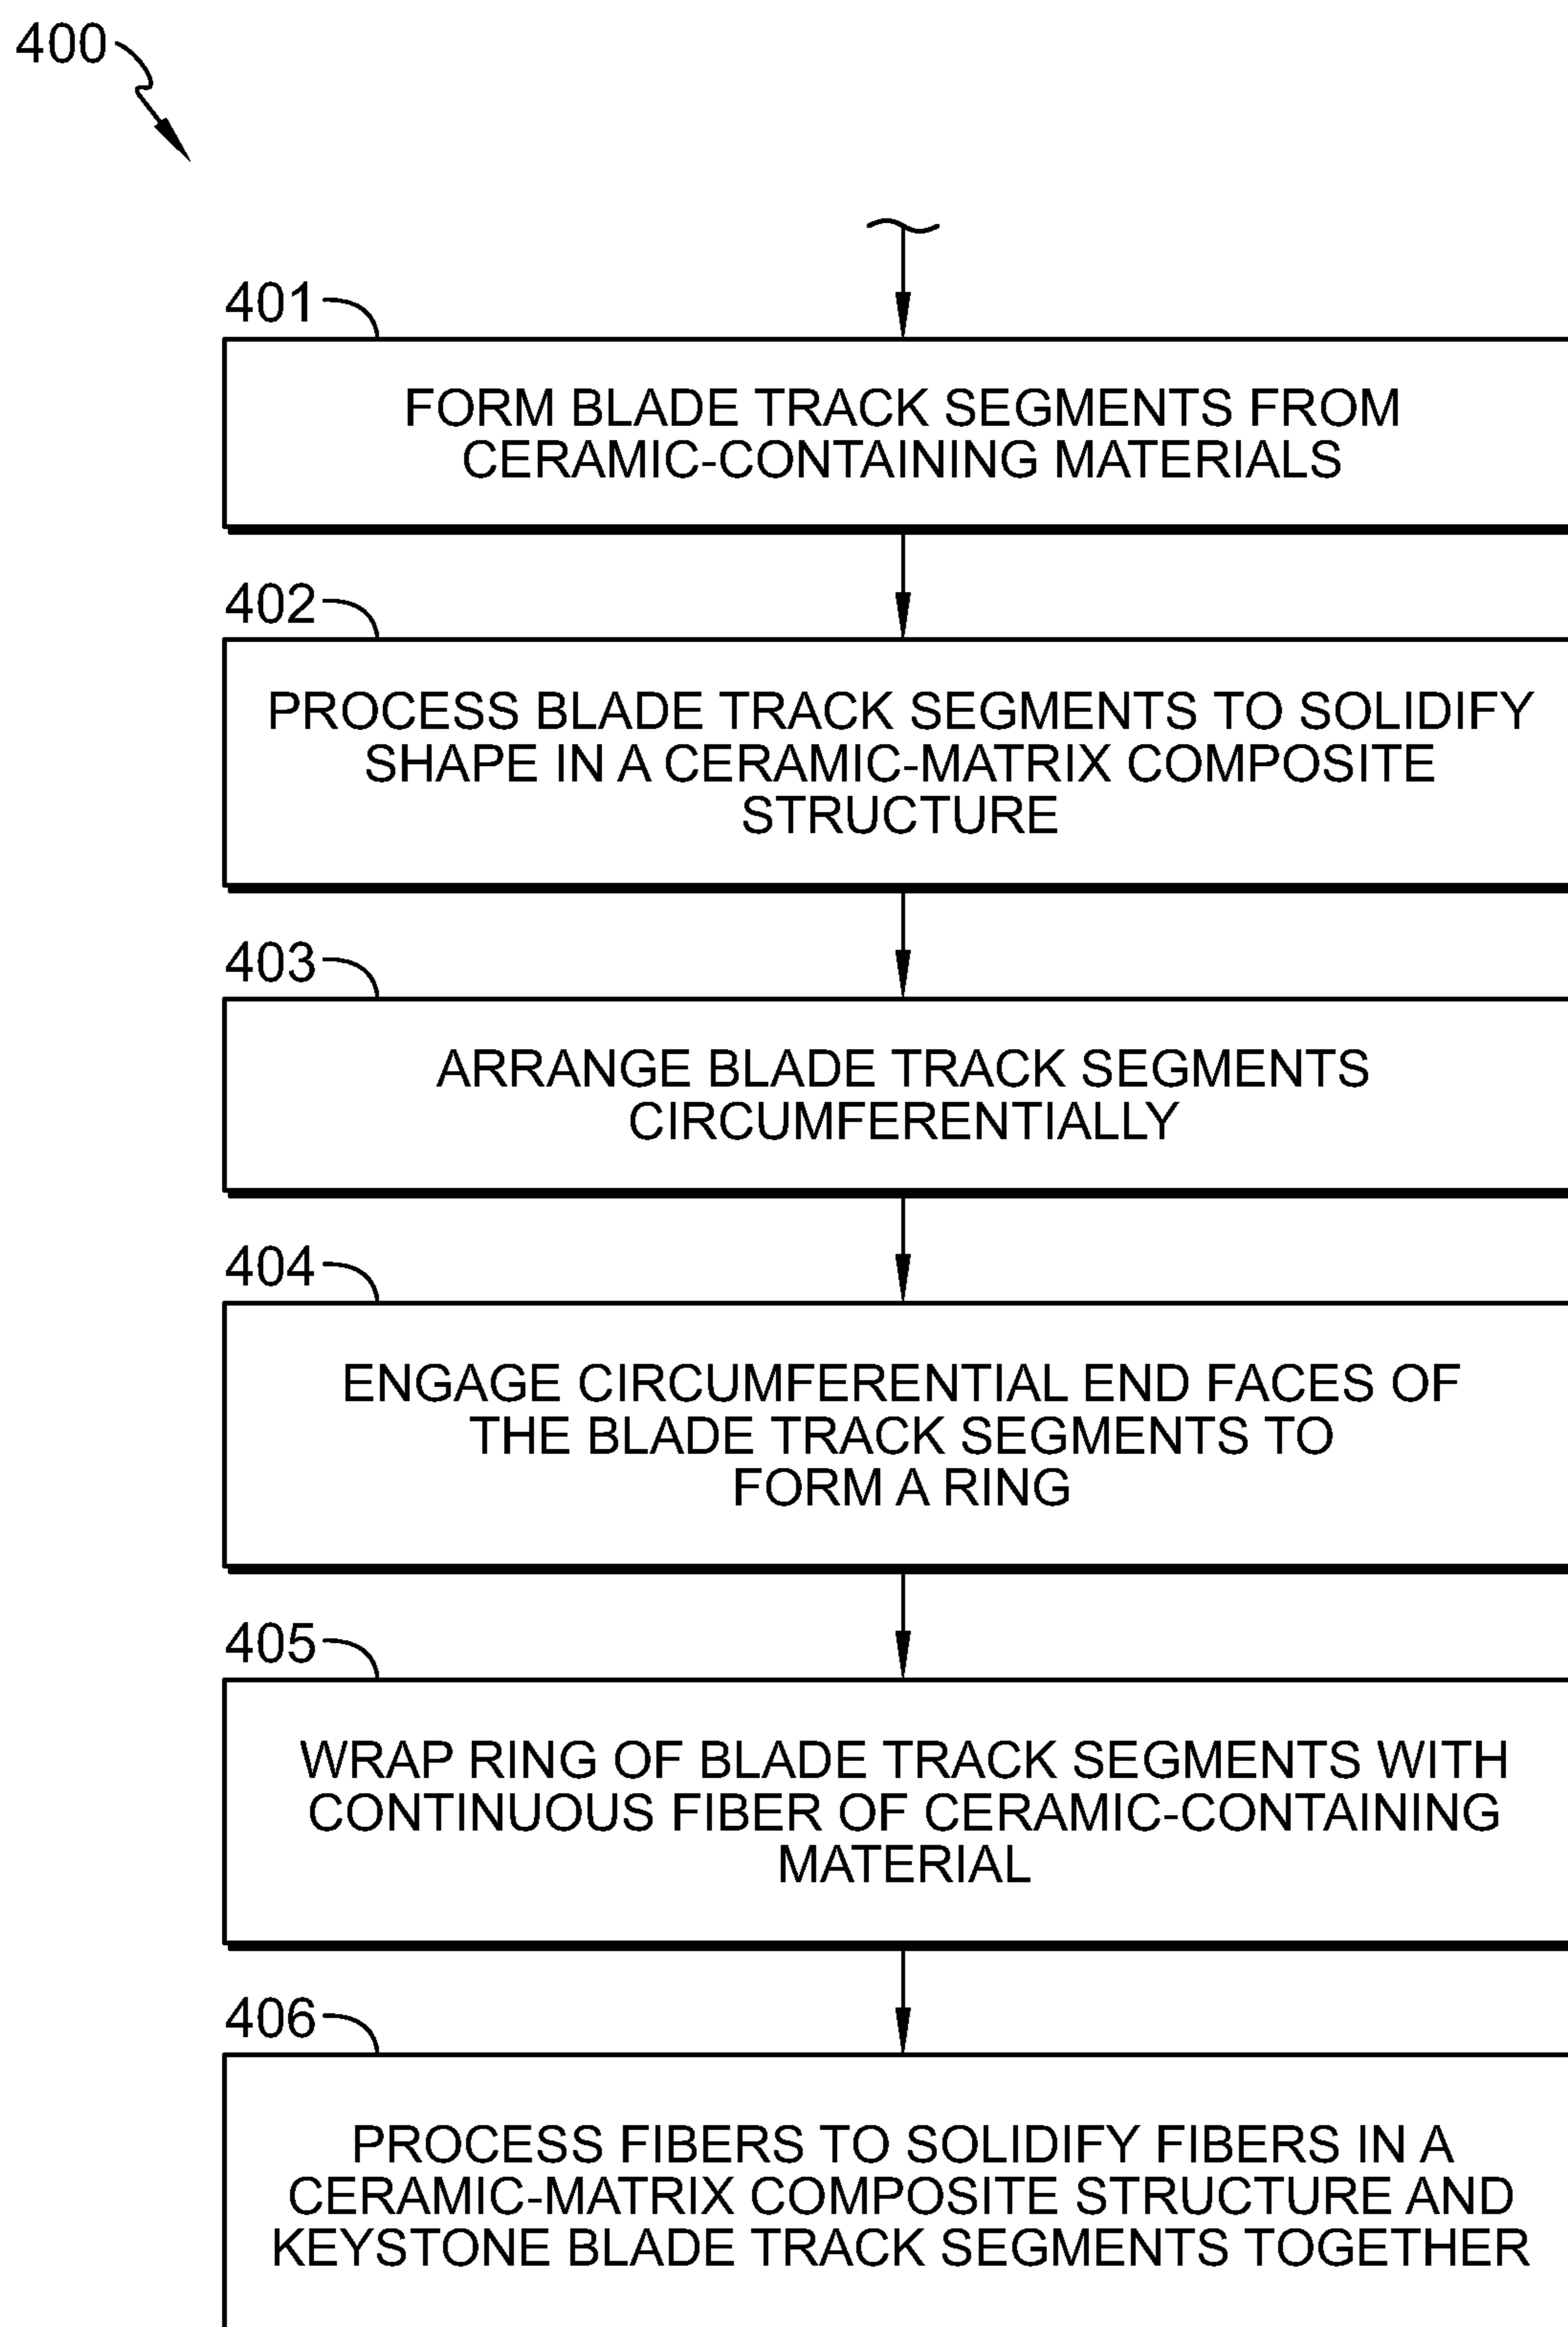 400
401
FORM BLADE TRACK SEGMENTS FROM
CERAMIC-CONTAINING MATERIALS
402
PROCESS BLADE TRACK SEGMENTS TO SOLIDIFY
SHAPE IN A CERAMIC-MATRIX COMPOSITE
STRUCTURE
403
ARRANGE BLADE TRACK SEGMENTS
CIRCUMFERENTIALLY
404
ENGAGE CIRCUMFERENTIAL END FACES OF
THE BLADE TRACK SEGMENTS TO
FORM A RING
405
WRAP RING OF BLADE TRACK SEGMENTS WITH
CONTINUOUS FIBER OF CERAMIC-CONTAINING
MATERIAL
406
PROCESS FIBERS TO SOLIDIFY FIBERS IN A
CERAMIC-MATRIX COMPOSITE STRUCTURE AND
KEYSTONE BLADE TRACK SEGMENTS TOGETHER